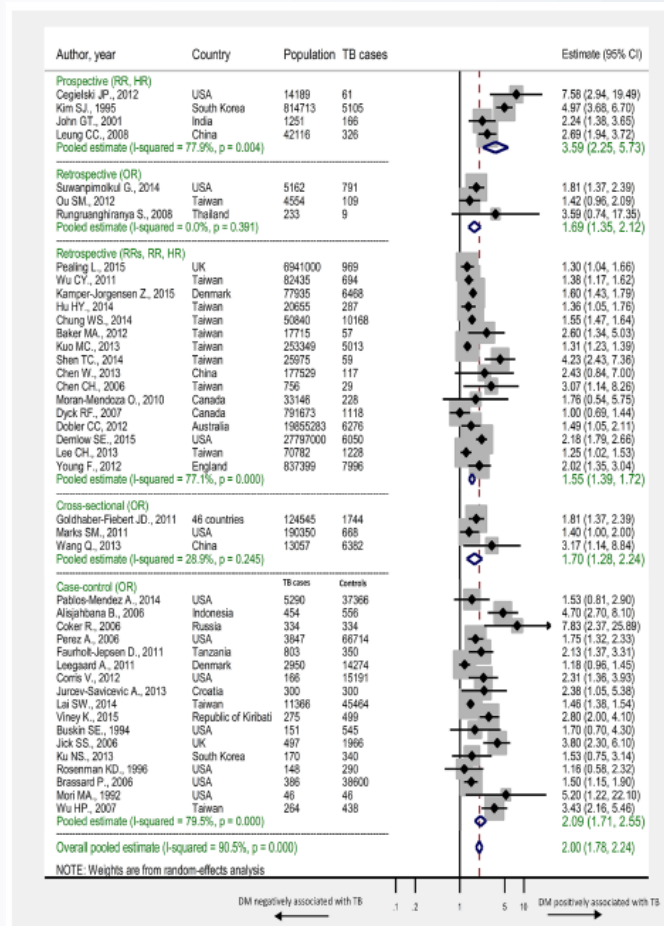 Author, year Country Population TB cases Estimate (95% CI)
Prospective (RR, HR)
Cegielski JP., 2012 USA 14189 61 7.58 (2.94, 19.49)
Kim SJ., 1995 South Korea 814713 5105 4.97 (3.68, 6.70)
John GT., 2001 India 1251 166 2.24 (1.38, 3.65)
Leung CC., 2008 China 42116 326 2.69 (1.94, 3.72)
Pooled estimate (I-squared = 77.9%, p = 0.004) 3.59 (2.25, 5.73)
Retrospective (OR)
Suwanpimolkul G., 2014 USA 5162 791 1.81 (1.37, 2.39)
Ou SM., 2012 Taiwan 4554 109 1.42 (0.96, 2.09)
Rungruanghiranya S., 2008 Thailand 233 9 3.59 (0.74, 17.35)
Pooled estimate (I-squared = 0.0%, p = 0.391) 1.69 (1.35, 2.12)
Retrospective (RRs, RR, HR)
Pealing L., 2015 UK 6941000 969 1.30 (1.04, 1.66)
Wu CY., 2011 Taiwan 82435 694 1.38 (1.17, 1.62)
Kamper-Jorgensen Z., 2015 Denmark 77935 6468 1.60 (1.43, 1.79)
Hu HY., 2014 Taiwan 20655 287 1.36 (1.05, 1.76)
Chung WS., 2014 Taiwan 50840 10168 1.55 (1.47, 1.64)
Baker MA., 2012 Taiwan 17715 57 2.60 (1.34, 5.03)
Kuo MC., 2013 Taiwan 253349 5013 1.31 (1.23, 1.39)
Shen TC., 2014 Taiwan 25975 59 4.23 (2.43, 7.36)
Chen W., 2013 China 177529 117 2.43 (0.84, 7.00)
Chen CH., 2006 Taiwan 756 29 3.07 (1.14, 8.26)
Moran-Mendoza O., 2010 Canada 33146 228 1.76 (0.54, 5.75)
Dyck RF., 2007 Canada 791673 1118 1.00 (0.69, 1.44)
Dobler CC, 2012 Australia 19855283 6276 1.49 (1.05, 2.11)
Demlow SE., 2015 USA 27797000 6050 2.18 (1.79, 2.66)
Lee CH., 2013 Taiwan 70782 1228 1.25 (1.02, 1.53)
Young F., 2012 England 837399 7996 2.02 (1.35, 3.04)
Pooled estimate (I-squared = 77.1%, p = 0.000) 1.55 (1.39, 1.72)
Cross-sectional (OR)
Goldhaber-Fiebert JD., 2011 46 countries 124545 1744 1.81 (1.37, 2.39)
Marks SM., 2011 USA 190350 668 1.40 (1.00, 2.00)
Wang Q., 2013 China 13057 6382 3.17 (1.14, 8.84)
Pooled estimate (I-squared = 28.9%, p = 0.245) 1.70 (1.28, 2.24)
Case-control (OR) TB cases Controls
Pablos-Mendez A., 2014 USA 5290 37366 1.53 (0.81, 2.90)
Alisjahbana B., 2006 Indonesia 454 556 4.70 (2.70, 8.10)
Coker R., 2006 Russia 334 334 7.83 (2.37, 25.89)
Perez A., 2006 USA 3847 66714 1.75 (1.32, 2.33)
Faurholt-Jepsen D., 2011 Tanzania 803 350 2.13 (1.37, 3.31)
Leegaard A., 2011 Denmark 2950 14274 1.18 (0.96, 1.45)
Corris V., 2012 USA 166 15191 2.31 (1.36, 3.93)
Jurcev-Savicevic A., 2013 Croatia 300 300 2.38 (1.05, 5.38)
Lai SW., 2014 Taiwan 11366 45464 1.46 (1.38, 1.54)
Viney K., 2015 Republic of Kiribati 275 499 2.80 (2.00, 4.10)
Buskin SE., 1994 USA 151 545 1.70 (0.70, 4.30)
Jick SS., 2006 UK 497 1966 3.80 (2.30, 6.10)
Ku NS., 2013 South Korea 170 340 1.53 (0.75, 3.14)
Rosenman KD., 1996 USA 148 290 1.16 (0.58, 2.32)
Brassard P., 2006 USA 386 38600 1.50 (1.15, 1.90)
Mori MA., 1992 USA 46 46 5.20 (1.22, 22.10)
Wu HP., 2007 Taiwan 264 438 3.43 (2.16, 5.46)
Pooled estimate (I-squared = 79.5%, p = 0.000) 2.09 (1.71, 2.55)
Overall pooled estimate (I-squared = 90.5%, p = 0.000) 2.00 (1.78, 2.24)
NOTE: Weights are from random-effects analysis
DM negatively associated with TB .1 .2 1 5 10 DM positively associated with TB